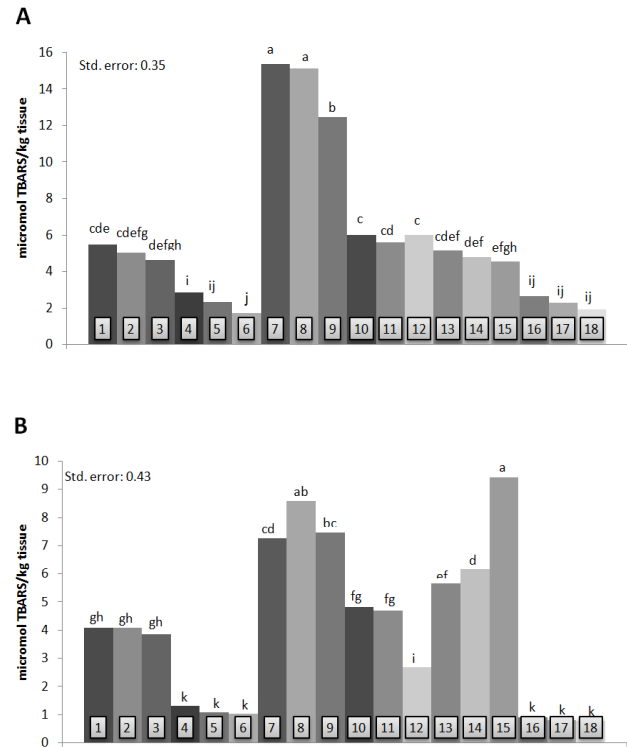 A
Std. error: 0.35
micromol TBARS/kg tissue
16
14
12
10
8
6
4
2
0
cde
cdefg
defgh
i
ij
j
a
a
b
c
cd
c
cdef
def
efgh
ij
ij
ij
1 2 3 4 5 6 7 8 9 10 11 12 13 14 15 16 17 18
B
Std. error: 0.43
micromol TBARS/kg tissue
10
9
8
7
6
5
4
3
2
1
0
gh
gh
gh
k
k
k
cd
ab
bc
fg
fg
i
ef
d
a
k
k
k
1 2 3 4 5 6 7 8 9 10 11 12 13 14 15 16 17 18